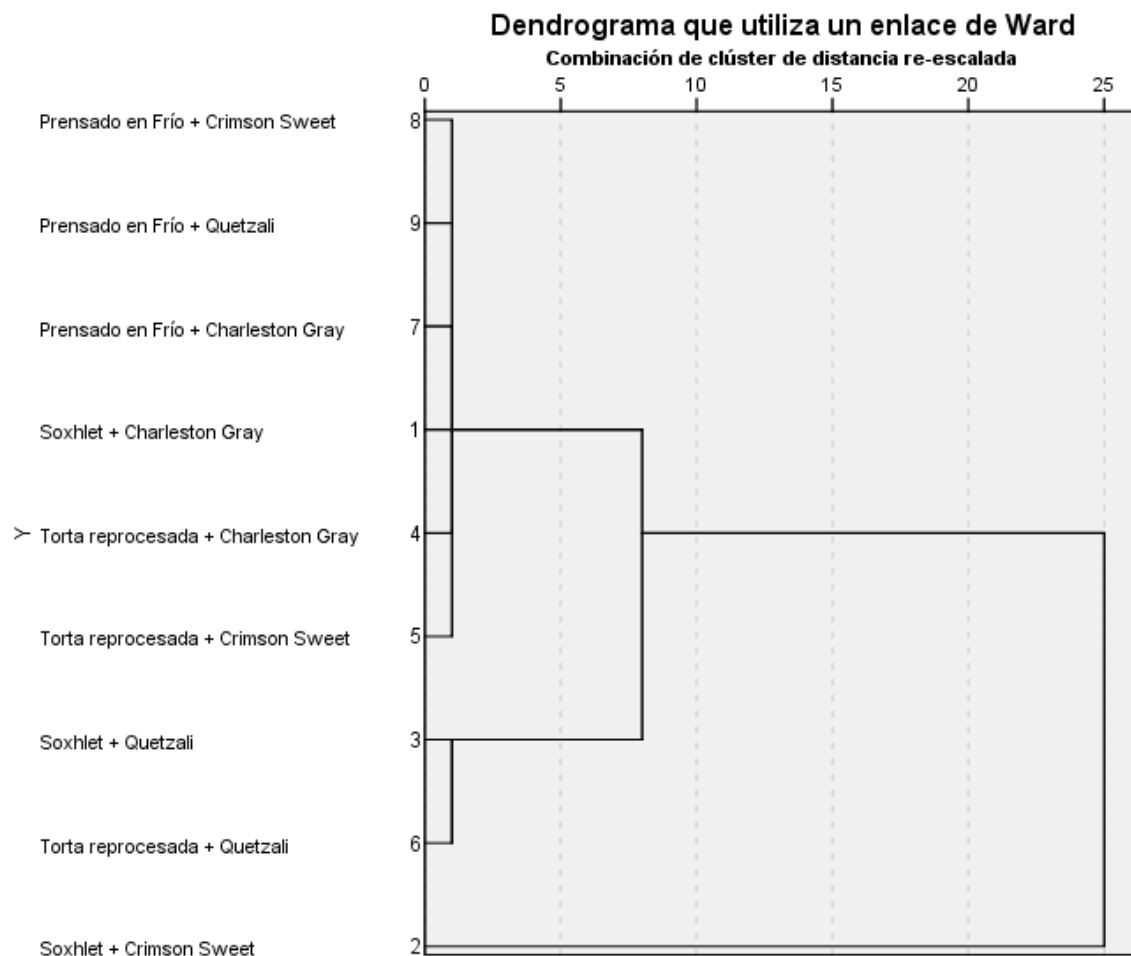 Dendrograma que utiliza un enlace de Ward
Combinación de clúster de distancia re-escalada
0 5 10 15 20 25
Prensado en Frío + Crimson Sweet 8
Prensado en Frío + Quetzali 9
Prensado en Frío + Charleston Gray 7
Soxhlet + Charleston Gray 1
Y Torta reprocesada + Charleston Gray 4
Torta reprocesada + Crimson Sweet 5
Soxhlet + Quetzali 3
Torta reprocesada + Quetzali 6
Soxhlet + Crimson Sweet 2